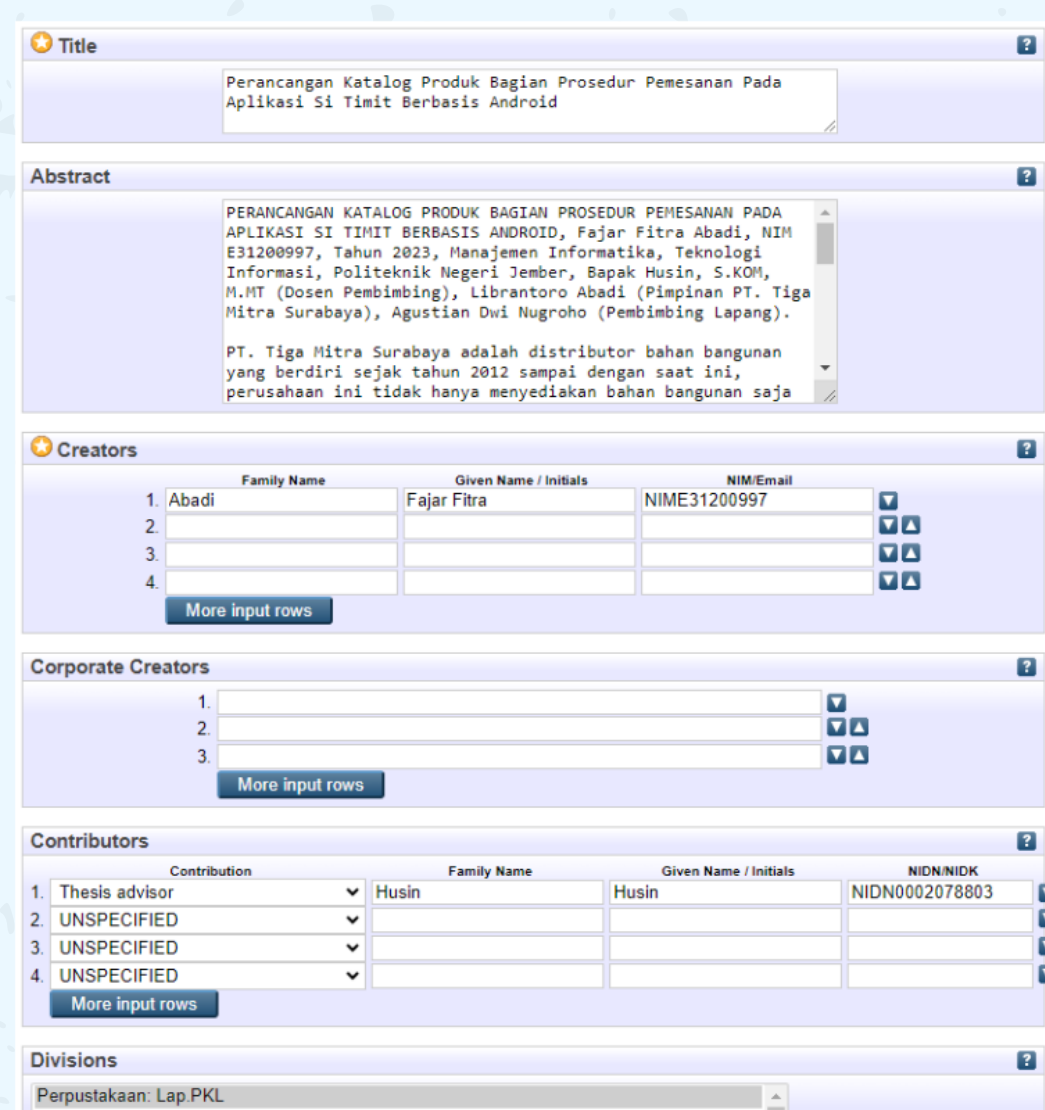 Title
Perancangan Katalog Produk Bagian Prosedur Pemesanan Pada
Aplikasi Si Timit Berbasis Android
Abstract
PERANCANGAN KATALOG PRODUK BAGIAN PROSEDUR PEMESANAN PADA
APLIKASI SI TIMIT BERBASIS ANDROID, Fajar Fitra Abadi, NIM
E31200997, Tahun 2023, Manajemen Informatika, Teknologi
Informasi, Politeknik Negeri Jember, Bapak Husin, S.KOM,
M.MT (Dosen Pembimbing), Librantoro Abadi (Pimpinan PT. Tiga
Mitra Surabaya), Agustian Dwi Nugroho (Pembimbing Lapang).
PT. Tiga Mitra Surabaya adalah distributor bahan bangunan
yang berdiri sejak tahun 2012 sampai dengan saat ini,
perusahaan ini tidak hanya menyediakan bahan bangunan saja
Creators
Family Name Given Name / Initials NIM/Email
1. Abadi Fajar Fitra NIME31200997
2.
3.
4.
More input rows
Corporate Creators
1.
2.
3.
More input rows
Contributors
Contribution Family Name Given Name / Initials NIDN/NIDK
1. Thesis advisor Husin Husin NIDN0002078803
2. UNSPECIFIED
3. UNSPECIFIED
4. UNSPECIFIED
More input rows
Divisions
Perpustakaan: Lap.PKL